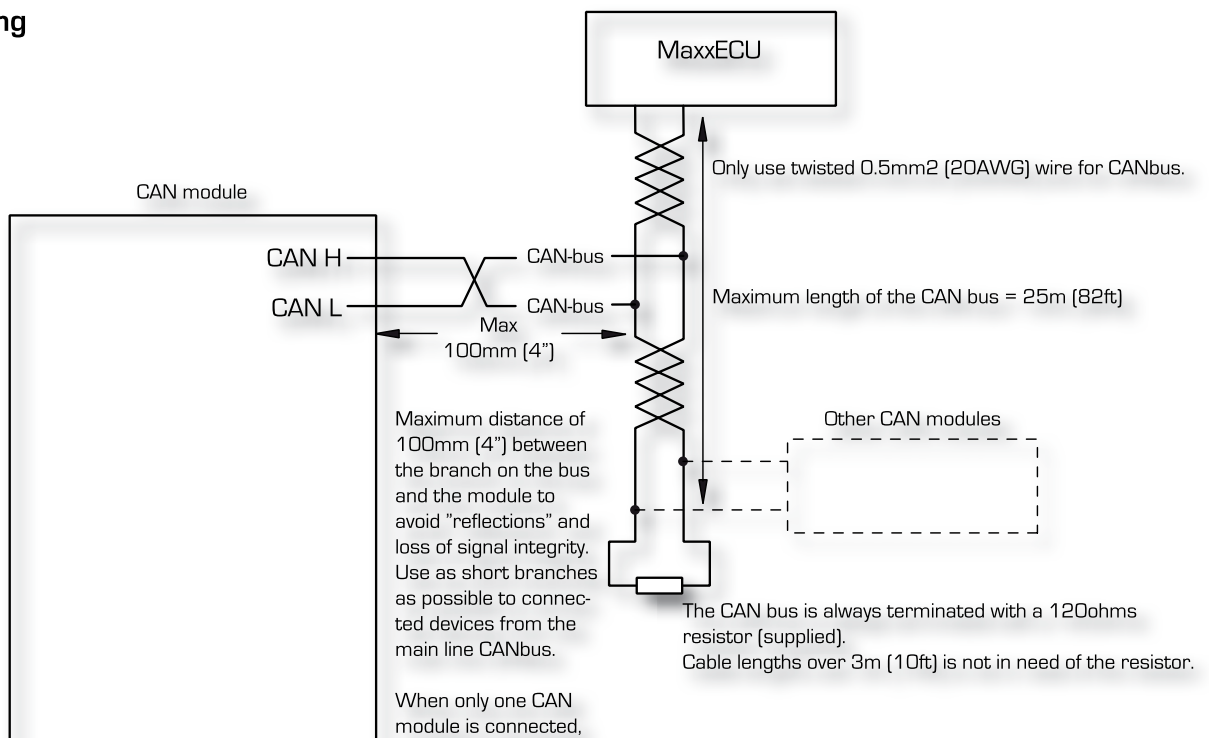 ng
MaxxECU
Only use twisted 0.5mm2 (20AWG) wire for CANbus.
CAN module
CAN H
CAN-bus
CAN L
CAN-bus
Max
100mm (4")
Maximum length of the CAN bus = 25m (82ft)
Maximum distance of
100mm (4") between
the branch on the bus
and the module to
avoid "reflections" and
loss of signal integrity.
Use as short branches
as possible to connec-
ted devices from the
main line CANbus.
When only one CAN
module is connected,
Other CAN modules
The CAN bus is always terminated with a 120ohms
resistor (supplied).
Cable lengths over 3m (10ft) is not in need of the resistor.